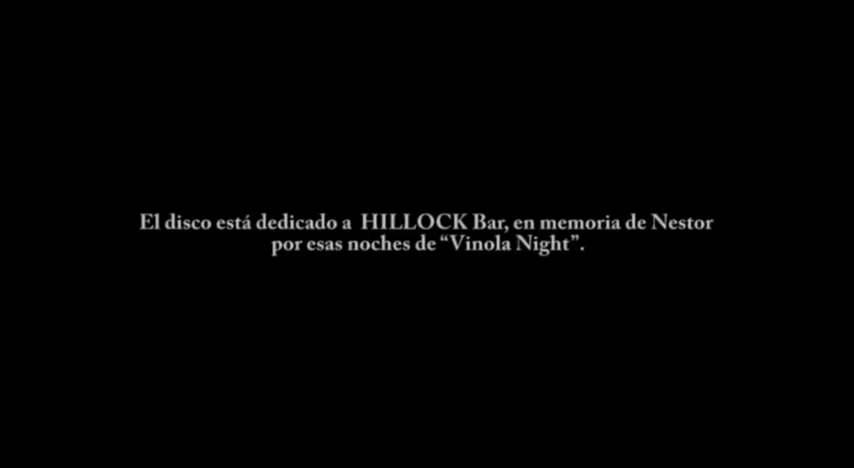 El disco está dedicado a HILLOCK Bar, en memoria de Nestor
por esas noches de “Vinola Night”.